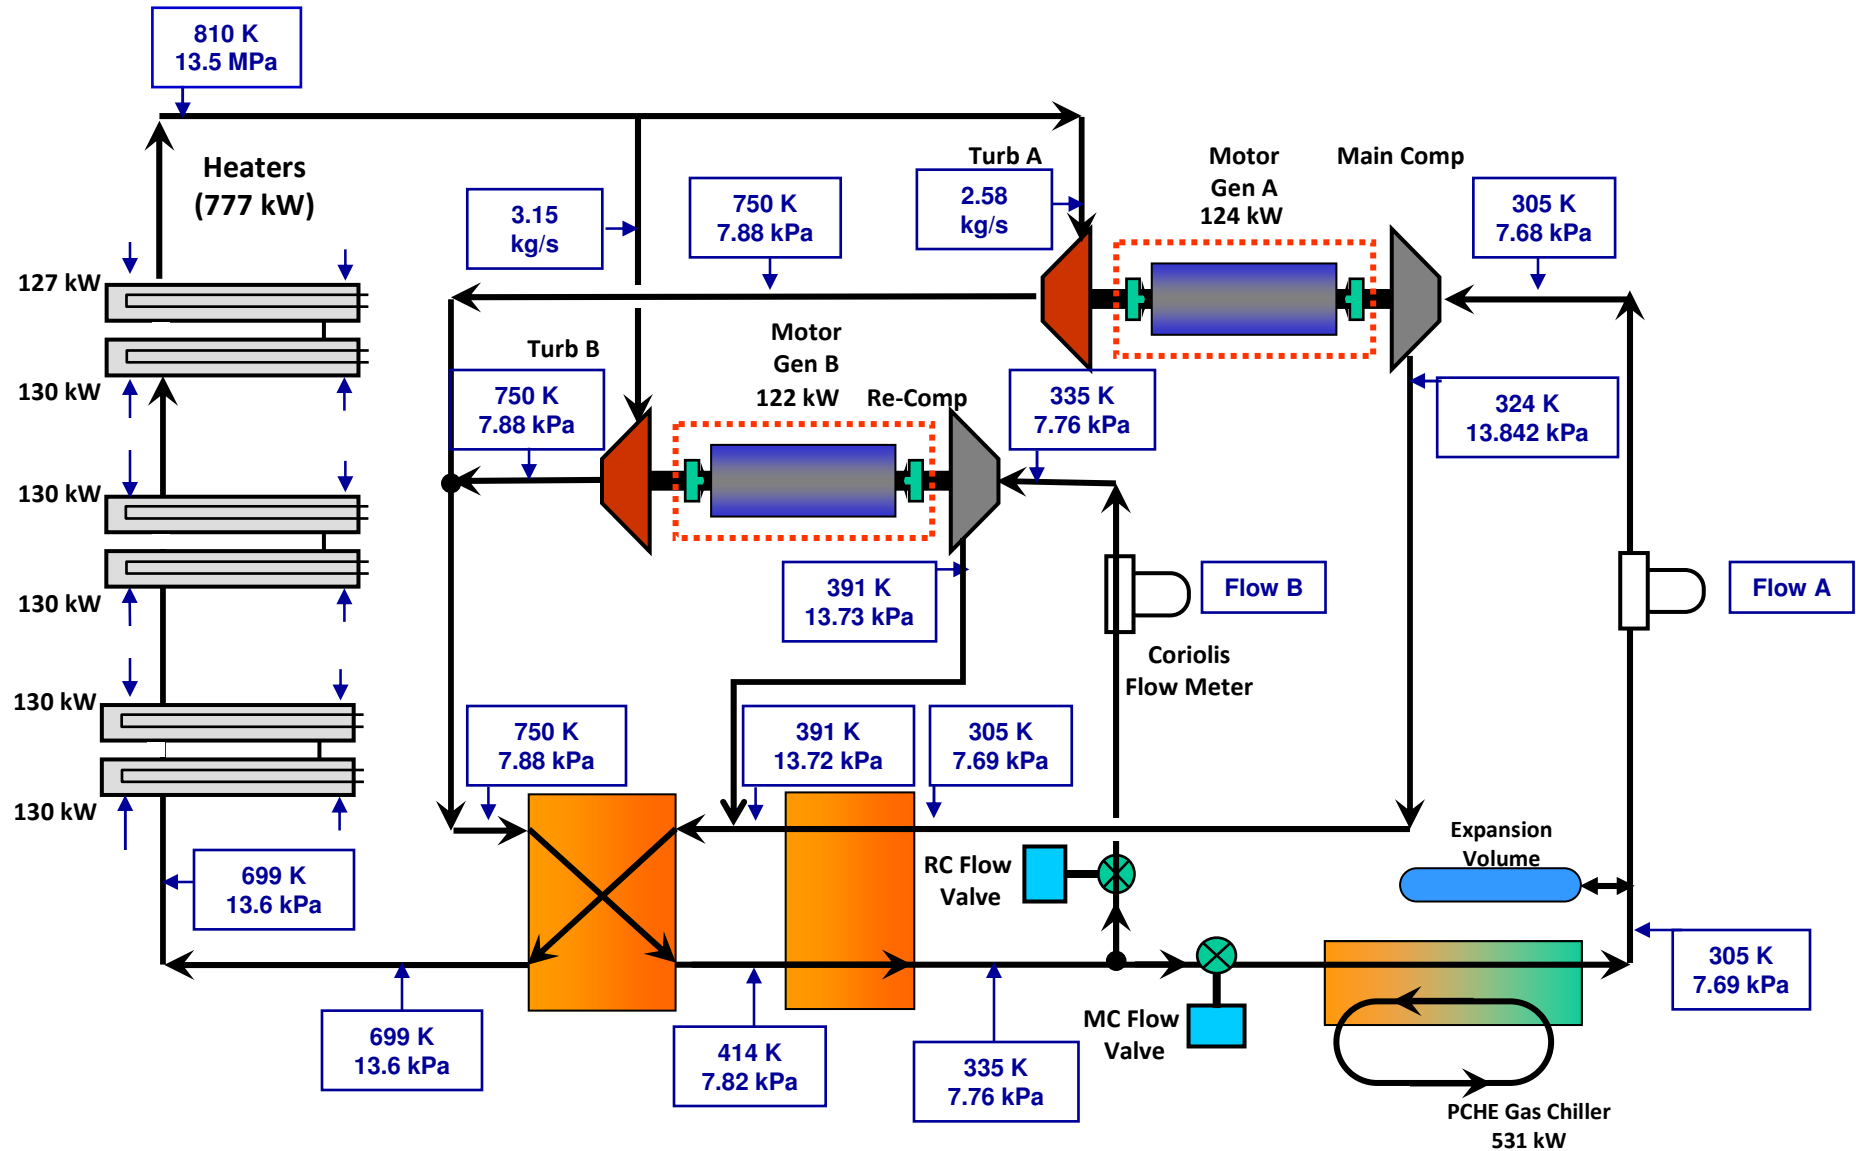 810 K
13.5 MPa
Heaters
(777 kW)
Turb A
Motor
Gen A
124 kW
Main Comp
3.15
kg/s
750 K
7.88 kPa
2.58
kg/s
305 K
7.68 kPa
127 kW
130 kW
Turb B
Motor
Gen B
122 kW
Re-Comp
750 K
7.88 kPa
335 K
7.76 kPa
324 K
13.842 kPa
130 kW
130 kW
391 K
13.73 kPa
Flow B
Flow A
Coriolis
Flow Meter
130 kW
130 kW
750 K
7.88 kPa
391 K
13.72 kPa
305 K
7.69 kPa
Expansion
Volume
RC Flow
Valve
699 K
13.6 kPa
305 K
7.69 kPa
699 K
13.6 kPa
414 K
7.82 kPa
335 K
7.76 kPa
MC Flow
Valve
PCHE Gas Chiller
531 kW